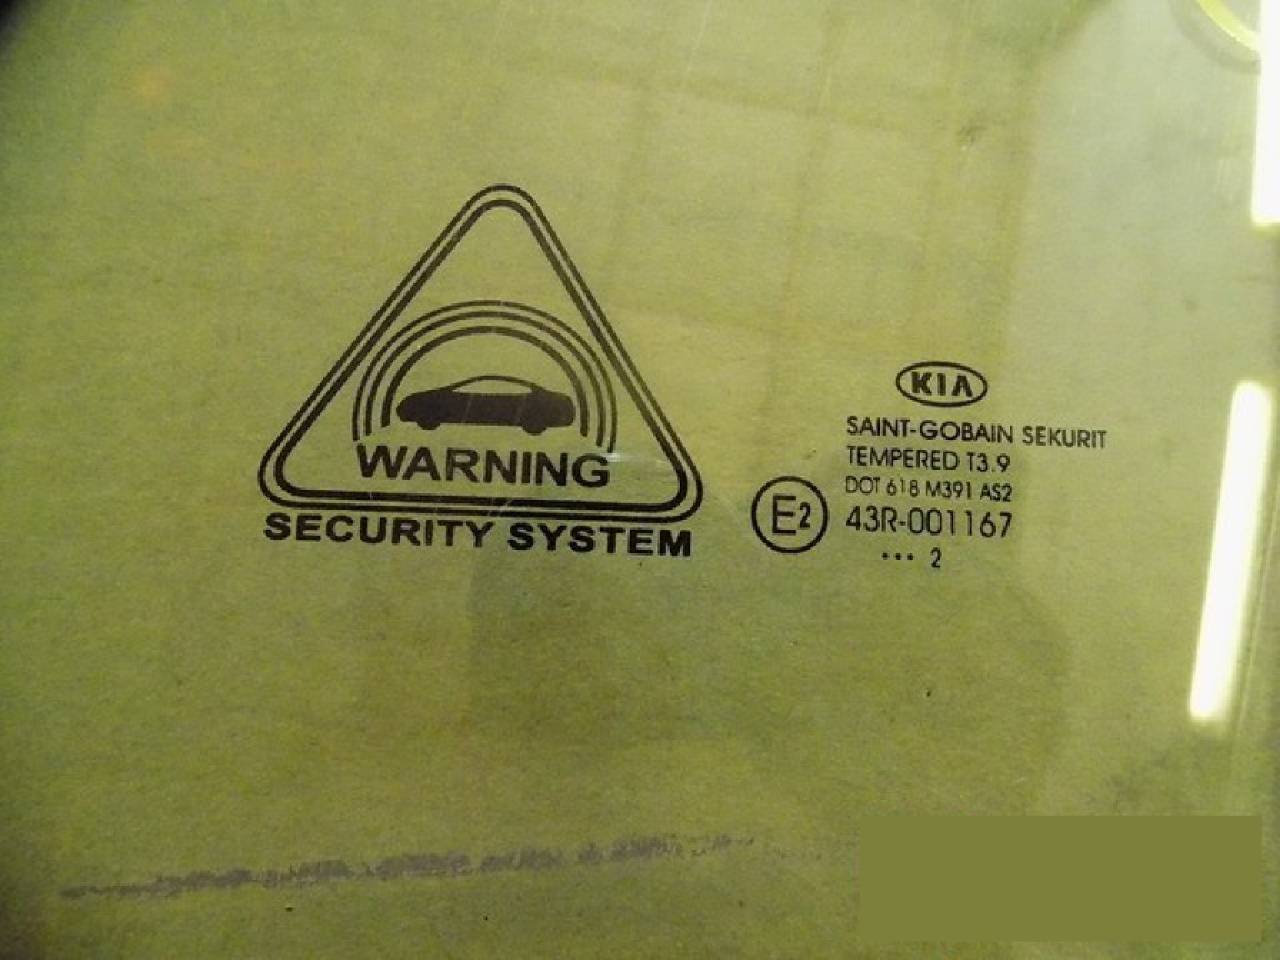 WARNING
SECURITY SYSTEM
KIA
SAINT-GOBAIN SEKURIT
TEMPERED T3.9
DOT 618 M391 AS2
E2
43R-001167
... 2